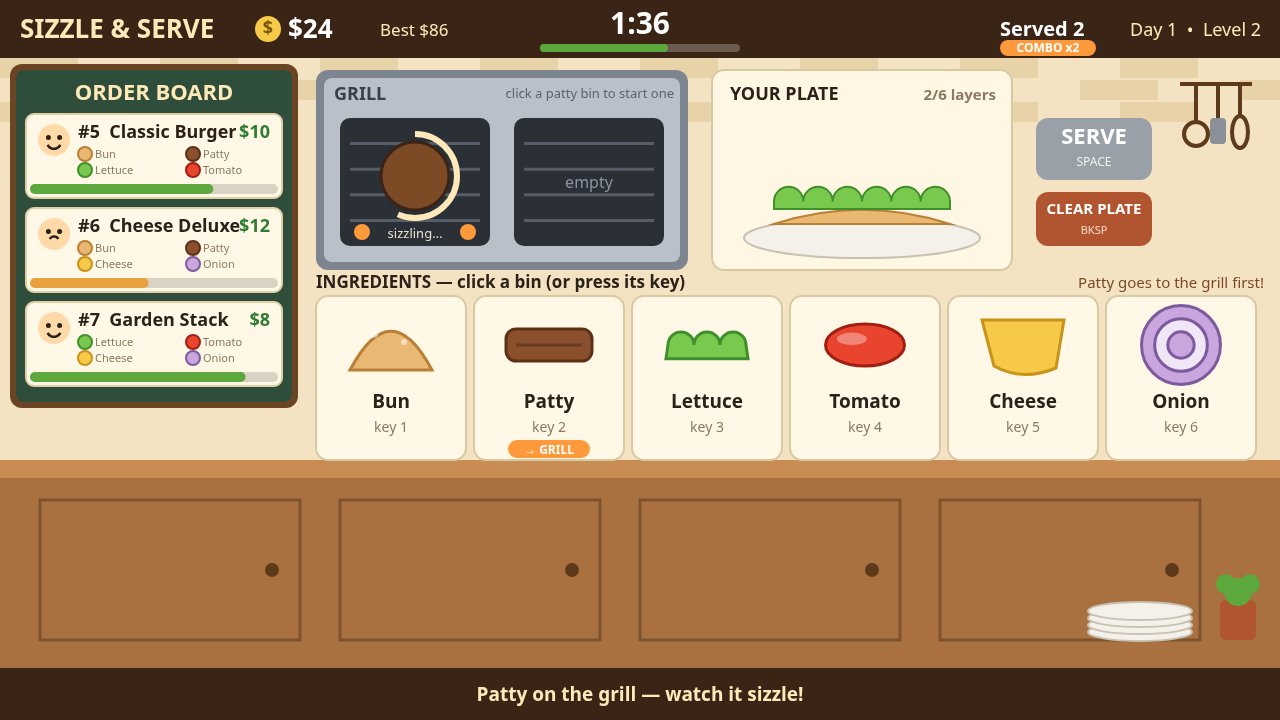 SIZZLE & SERVE
$ $24
Best $86
1:36
Served 2
COMBO x2
Day 1 • Level 2
ORDER BOARD
#5 Classic Burger $10
Bun Patty
Lettuce Tomato
#6 Cheese Deluxe $12
Bun Patty
Cheese Onion
#7 Garden Stack $8
Lettuce Tomato
Cheese Onion
GRILL
click a patty bin to start one
sizzling...
empty
YOUR PLATE
2/6 layers
SERVE
SPACE
CLEAR PLATE
BKSP
INGREDIENTS — click a bin (or press its key)
Patty goes to the grill first!
Bun
key 1
Patty
key 2
→ GRILL
Lettuce
key 3
Tomato
key 4
Cheese
key 5
Onion
key 6
Patty on the grill — watch it sizzle!